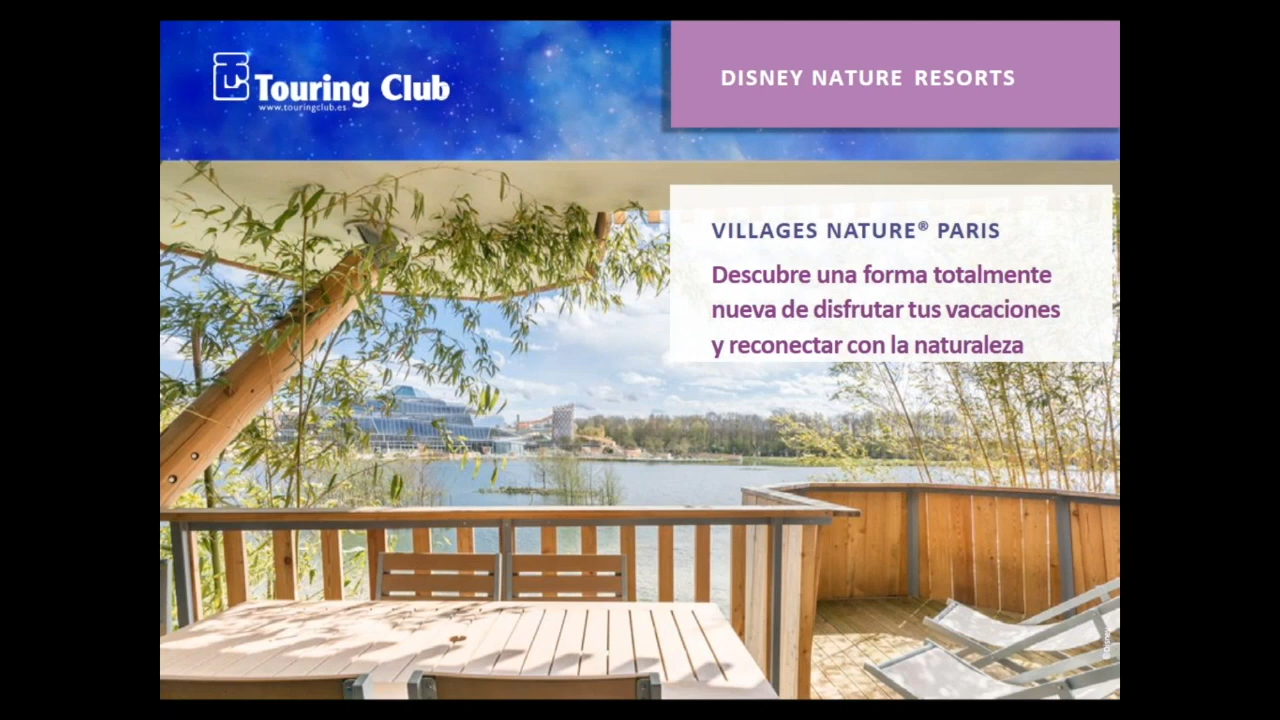 Touring Club
www.touringclub.es
DISNEY NATURE RESORTS
VILLAGES NATURE® PARIS
Descubre una forma totalmente
nueva de disfrutar tus vacaciones
y reconectar con la naturaleza
©Disney